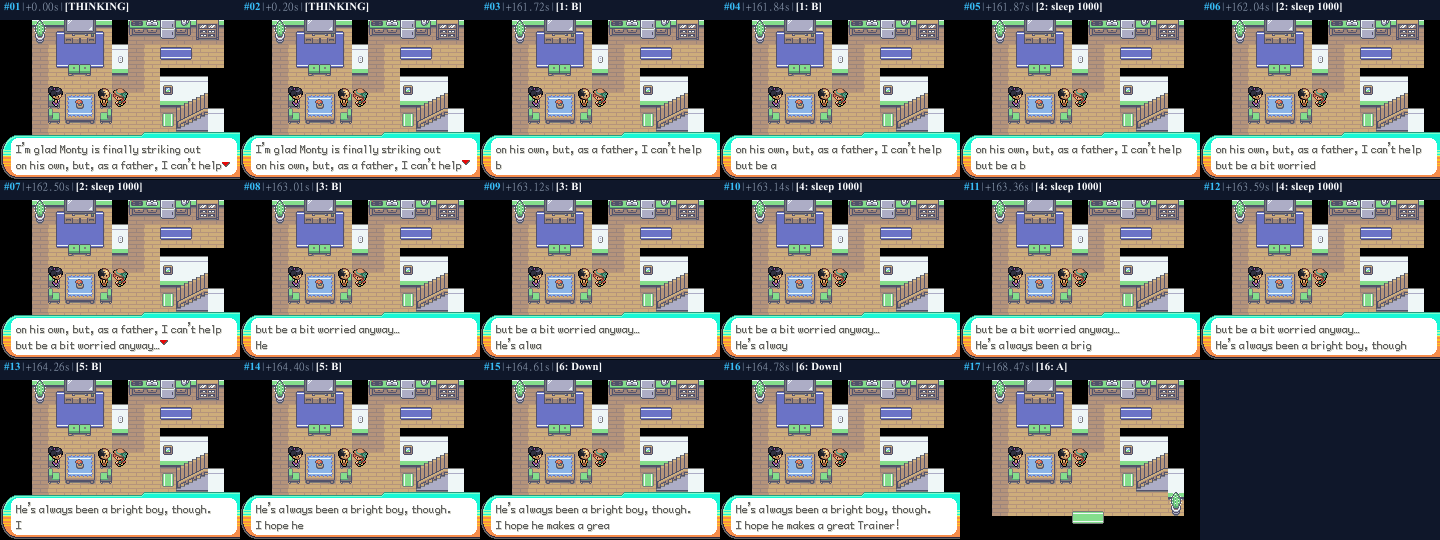 #01|+0.00s|[THINKING]
I'm glad Monty is finally striking out
on his own, but, as a father, I can't help
#02|+0.20s|[THINKING]
I'm glad Monty is finally striking out
on his own, but, as a father, I can't help
#03|+161.72s|[1: B]
on his own, but, as a father, I can't help
b
#04|+161.84s|[1: B]
on his own, but, as a father, I can't help
but be a
#05|+161.87s|[2: sleep 1000]
on his own, but, as a father, I can't help
but be a b
#06|+162.04s|[2: sleep 1000]
on his own, but, as a father, I can't help
but be a bit worried
#07|+162.50s|[2: sleep 1000]
on his own, but, as a father, I can't help
but be a bit worried anyway...
#08|+163.01s|[3: B]
but be a bit worried anyway...
He
#09|+163.12s|[3: B]
but be a bit worried anyway...
He's alwa
#10|+163.14s|[4: sleep 1000]
but be a bit worried anyway...
He's alway
#11|+163.36s|[4: sleep 1000]
but be a bit worried anyway...
He's always been a brig
#12|+163.59s|[4: sleep 1000]
but be a bit worried anyway...
He's always been a bright boy, though
#13|+164.26s|[5: B]
He's always been a bright boy, though.
I
#14|+164.40s|[5: B]
He's always been a bright boy, though.
I hope he
#15|+164.61s|[6: Down]
He's always been a bright boy, though.
I hope he makes a grea
#16|+164.78s|[6: Down]
He's always been a bright boy, though.
I hope he makes a great Trainer!
#17|+168.47s|[16: A]